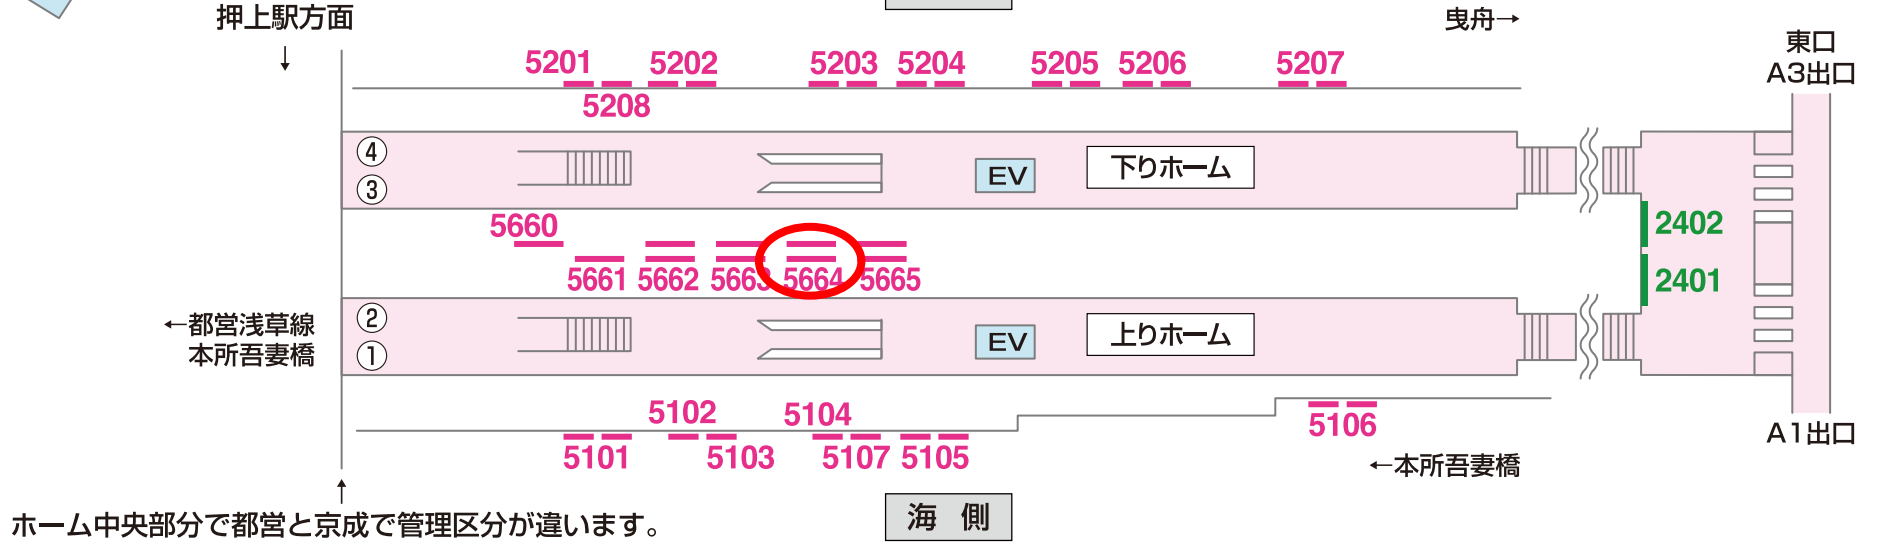 押上駅方面
↓
曳舟→
東口
A3出口
5201
5202
5203
5204
5205
5206
5207
5208
④
③
EV
下りホーム
5660
5661
5662
5663
5664
5665
2402
2401
←都営浅草線
本所吾妻橋
②
①
EV
上りホーム
5102
5104
5101
5103
5107
5105
5106
A1出口
←本所吾妻橋
↑
海側
ホーム中央部分で都営と京成で管理区分が違います。